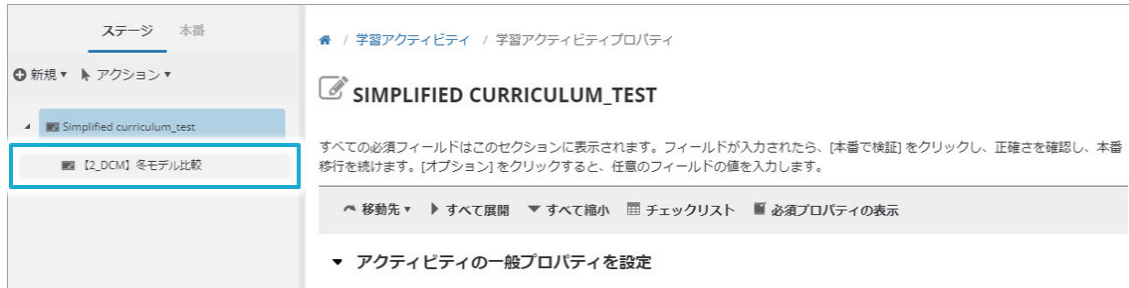 ステージ 本番
新規▼ アクション▼
Simplified curriculum_test
【2_DCM】冬モデル比較
/ 学習アクティビティ / 学習アクティビティプロパティ
SIMPLIFIED CURRICULUM_TEST
すべての必須フィールドはこのセクションに表示されます。フィールドが入力されたら、[本番で検証] をクリックし、正確さを確認し、本番
移行を続けます。[オプション] をクリックすると、任意のフィールドの値を入力します。
移動先▼ すべて展開 すべて縮小 チェックリスト 必須プロパティの表示
アクティビティの一般プロパティを設定